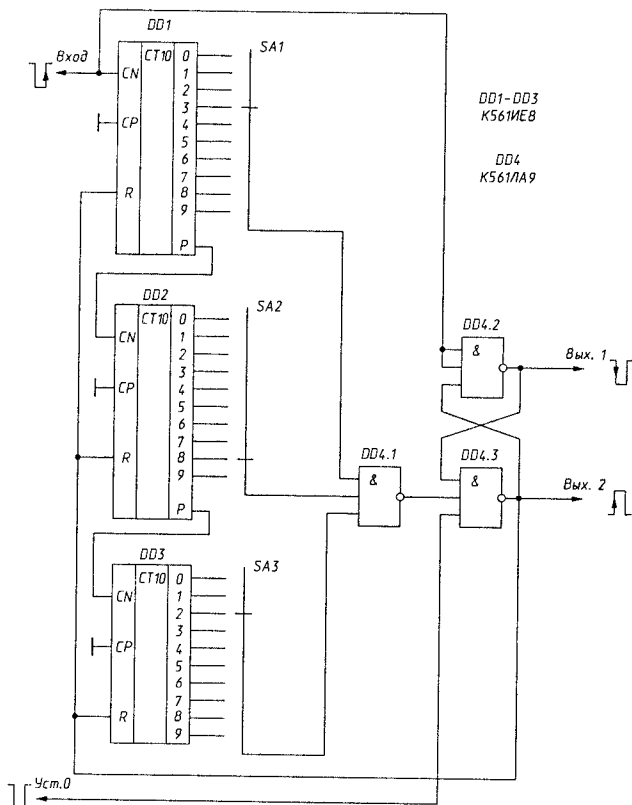 DD1
Вход
CN
CT10
0
1
2
3
4
5
6
7
8
9
P
CP
R
SA1
DD1-DD3
К561ИЕ8
DD4
К561ЛА9
DD2
CN
CT10
0
1
2
3
4
5
6
7
8
9
P
CP
R
SA2
DD4.2
&
Вых. 1
DD4.1
&
DD4.3
&
Вых. 2
DD3
CN
CT10
0
1
2
3
4
5
6
7
8
9
CP
R
SA3
Уст.0